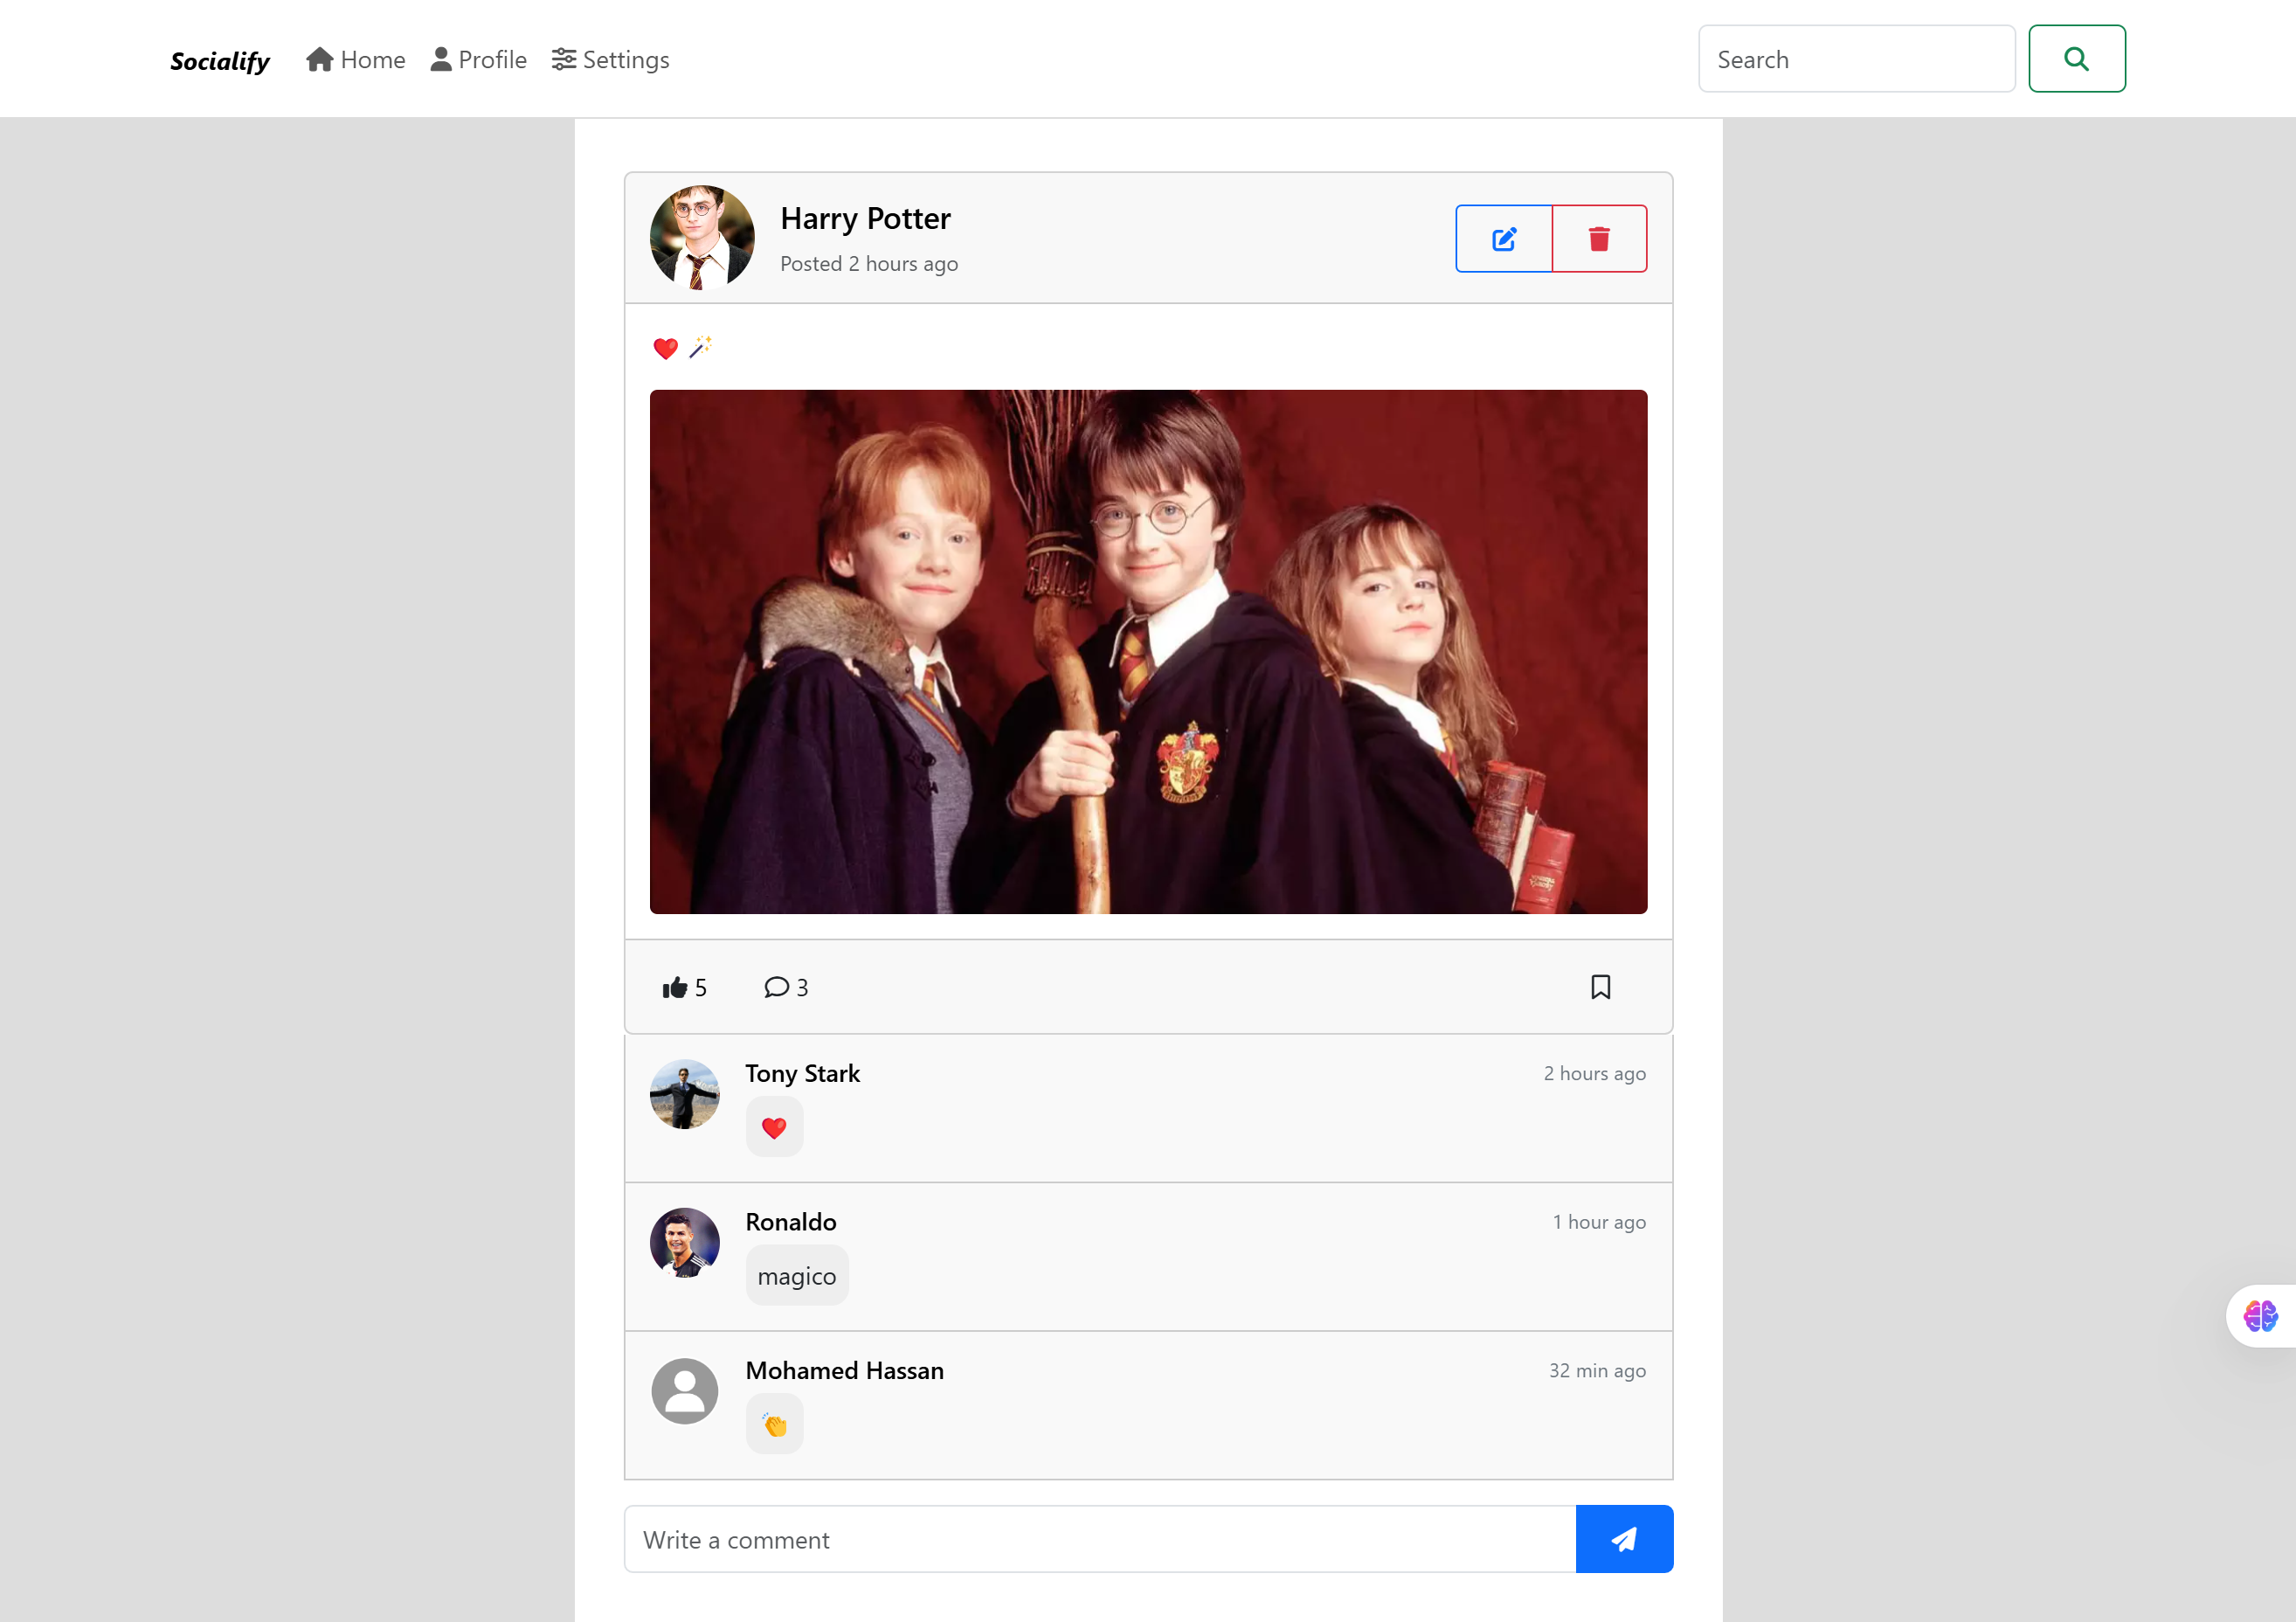 Socialify
Home
Profile
Settings
Search
Harry Potter
Posted 2 hours ago
❤️ 🪄
5
3
Tony Stark
2 hours ago
❤️
Ronaldo
1 hour ago
magico
Mohamed Hassan
32 min ago
👏
Write a comment